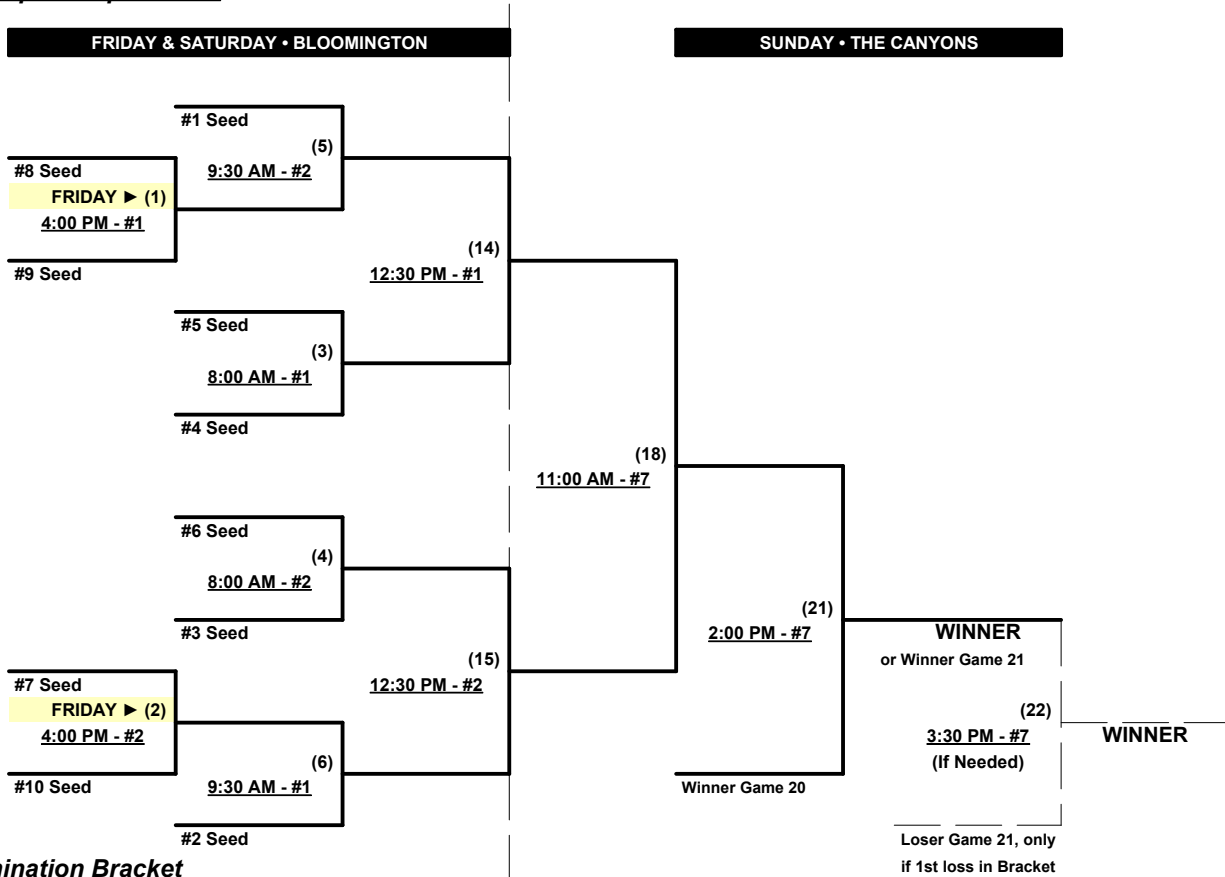 FRIDAY & SATURDAY • BLOOMINGTON
SUNDAY • THE CANYONS
#1 Seed
(5)
9:30 AM - #2
#8 Seed
FRIDAY ► (1)
4:00 PM - #1
#9 Seed
(14)
12:30 PM - #1
#5 Seed
(3)
8:00 AM - #1
#4 Seed
(18)
11:00 AM - #7
#6 Seed
(4)
8:00 AM - #2
#3 Seed
(21)
2:00 PM - #7
WINNER
or Winner Game 21
(15)
12:30 PM - #2
#7 Seed
FRIDAY ► (2)
4:00 PM - #2
#10 Seed
(22)
3:30 PM - #7
(If Needed)
WINNER
(6)
9:30 AM - #1
Winner Game 20
#2 Seed
Loser Game 21, only
if 1st loss in Bracket
Bracket